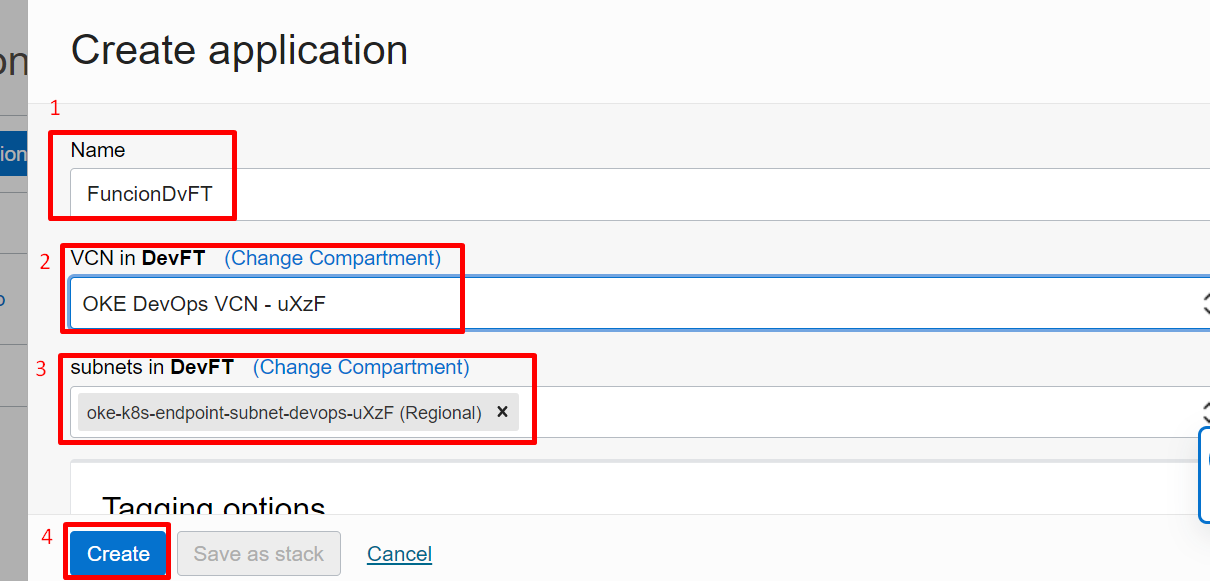 on
Create application
1
ion
Name
FuncionDvFT
2
VCN in DevFT (Change Compartment)
OKE DevOps VCN - uXzF
3
subnets in DevFT (Change Compartment)
oke-k8s-endpoint-subnet-devops-uXzF (Regional) ×
Tagging options
4
Create Save as stack Cancel